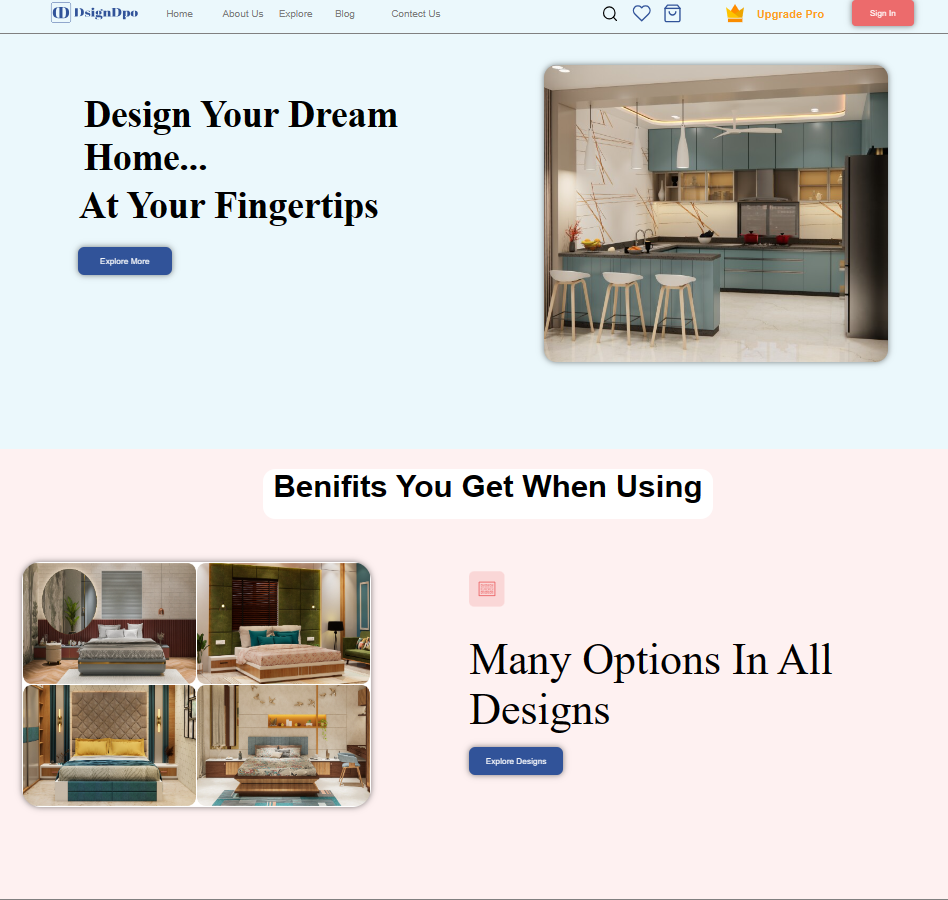 DsignDpo
Home About Us Explore Blog Contect Us
Upgrade Pro
Sign In
Design Your Dream
Home...
At Your Fingertips
Explore More
Benifits You Get When Using
Many Options In All
Designs
Explore Designs